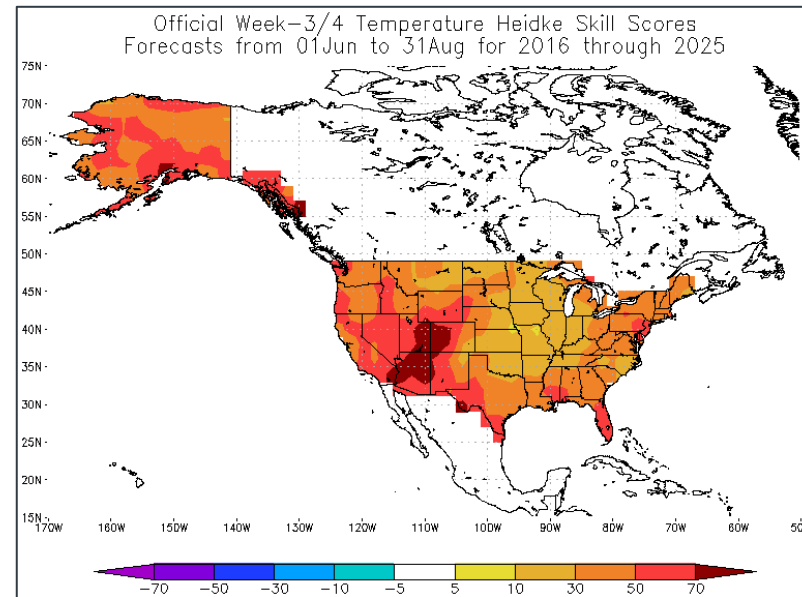 Official Week-3/4 Temperature Heidke Skill Scores
Forecasts from 01Jun to 31Aug for 2016 through 2025
75N
70N
65N
60N
55N
50N
45N
40N
35N
30N
25N
20N
15N
170W 160W 150W 140W 130W 120W 110W 100W 90W 80W 70W 60W 50
-70 -50 -30 -10 -5 5 10 30 50 70